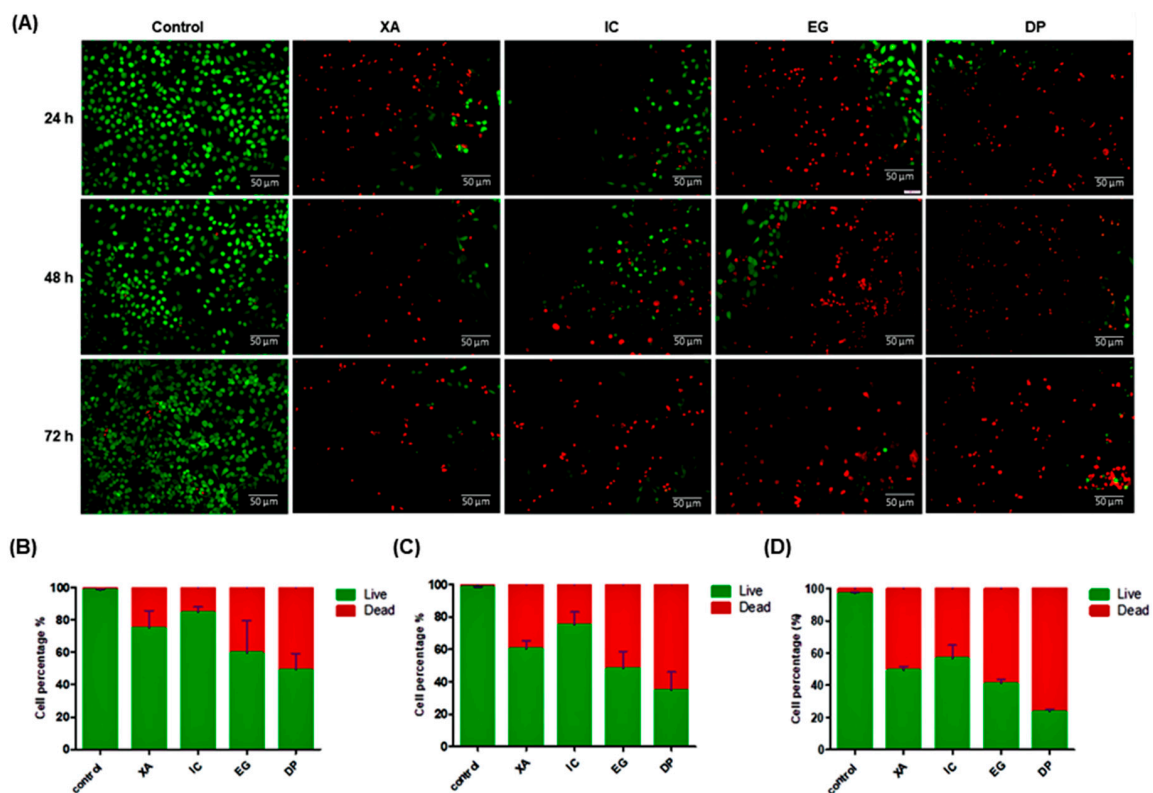 (A)
Control XA IC EG DP
24 h
50 µm 50 µm 50 µm 50 µm 50 µm
48 h
50 µm 50 µm 50 µm 50 µm 50 µm
72 h
50 µm 50 µm 50 µm 50 µm 50 µm
(B) (C) (D)
Cell percentage %
100
80
60
40
20
0
control XA IC EG DP
Live
Dead
Cell percentage %
100
80
60
40
20
0
control XA IC EG DP
Live
Dead
Cell percentage (%)
100
80
60
40
20
0
control XA IC EG DP
Live
Dead